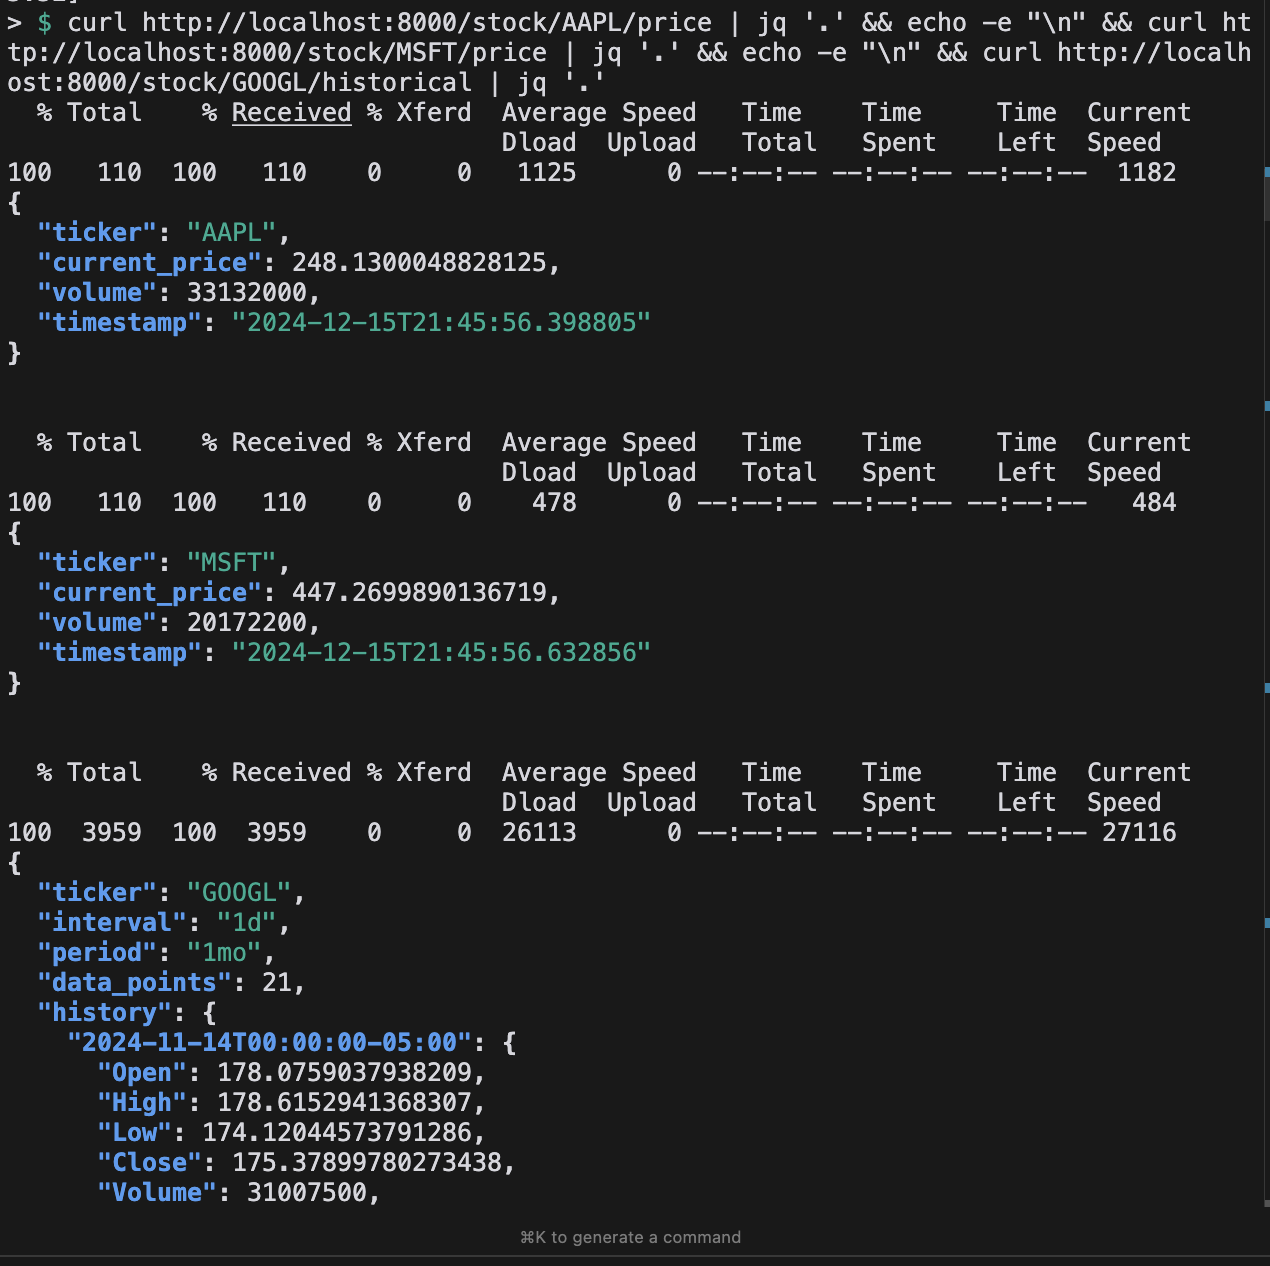 > $ curl http://localhost:8000/stock/AAPL/price | jq '.' && echo -e "\n" && curl ht
tp://localhost:8000/stock/MSFT/price | jq '.' && echo -e "\n" && curl http://localh
ost:8000/stock/GOOGL/historical | jq '.'
  % Total    % Received % Xferd  Average Speed   Time    Time     Time  Current
                                 Dload  Upload   Total   Spent    Left  Speed
100   110  100   110    0     0   1125      0 --:--:-- --:--:-- --:--:--  1182
{
  "ticker": "AAPL",
  "current_price": 248.1300048828125,
  "volume": 33132000,
  "timestamp": "2024-12-15T21:45:56.398805"
}
  % Total    % Received % Xferd  Average Speed   Time    Time     Time  Current
                                 Dload  Upload   Total   Spent    Left  Speed
100   110  100   110    0     0    478      0 --:--:-- --:--:-- --:--:--   484
{
  "ticker": "MSFT",
  "current_price": 447.2699890136719,
  "volume": 20172200,
  "timestamp": "2024-12-15T21:45:56.632856"
}
  % Total    % Received % Xferd  Average Speed   Time    Time     Time  Current
                                 Dload  Upload   Total   Spent    Left  Speed
100  3959  100  3959    0     0  26113      0 --:--:-- --:--:-- --:--:-- 27116
{
  "ticker": "GOOGL",
  "interval": "1d",
  "period": "1mo",
  "data_points": 21,
  "history": {
    "2024-11-14T00:00:00-05:00": {
      "Open": 178.0759037938209,
      "High": 178.6152941368307,
      "Low": 174.12044573791286,
      "Close": 175.37899780273438,
      "Volume": 31007500,
⌘K to generate a command